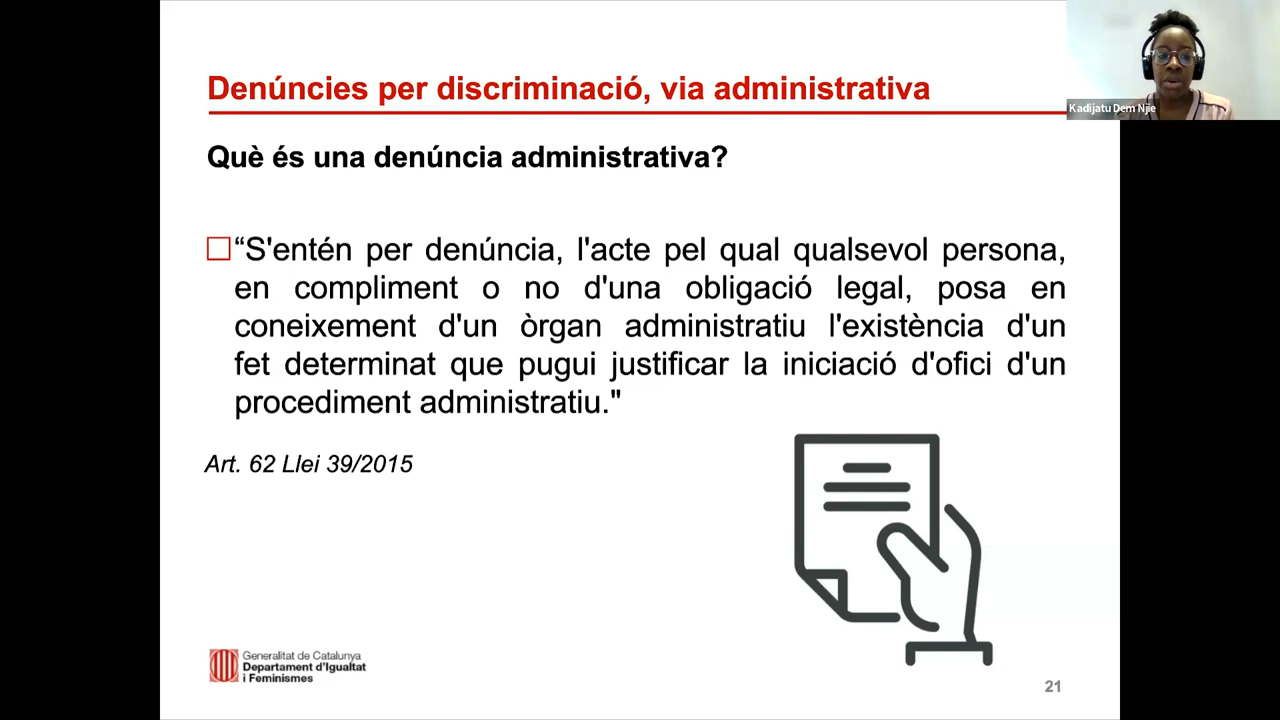 Denúncies per discriminació, via administrativa
Kadijatu Dem Njie
Què és una denúncia administrativa?
“S'entén per denúncia, l'acte pel qual qualsevol persona,
en compliment o no d'una obligació legal, posa en
coneixement d'un òrgan administratiu l'existència d'un
fet determinat que pugui justificar la iniciació d'ofici d'un
procediment administratiu."
Art. 62 Llei 39/2015
Generalitat de Catalunya
Departament d'Igualtat
i Feminismes
21